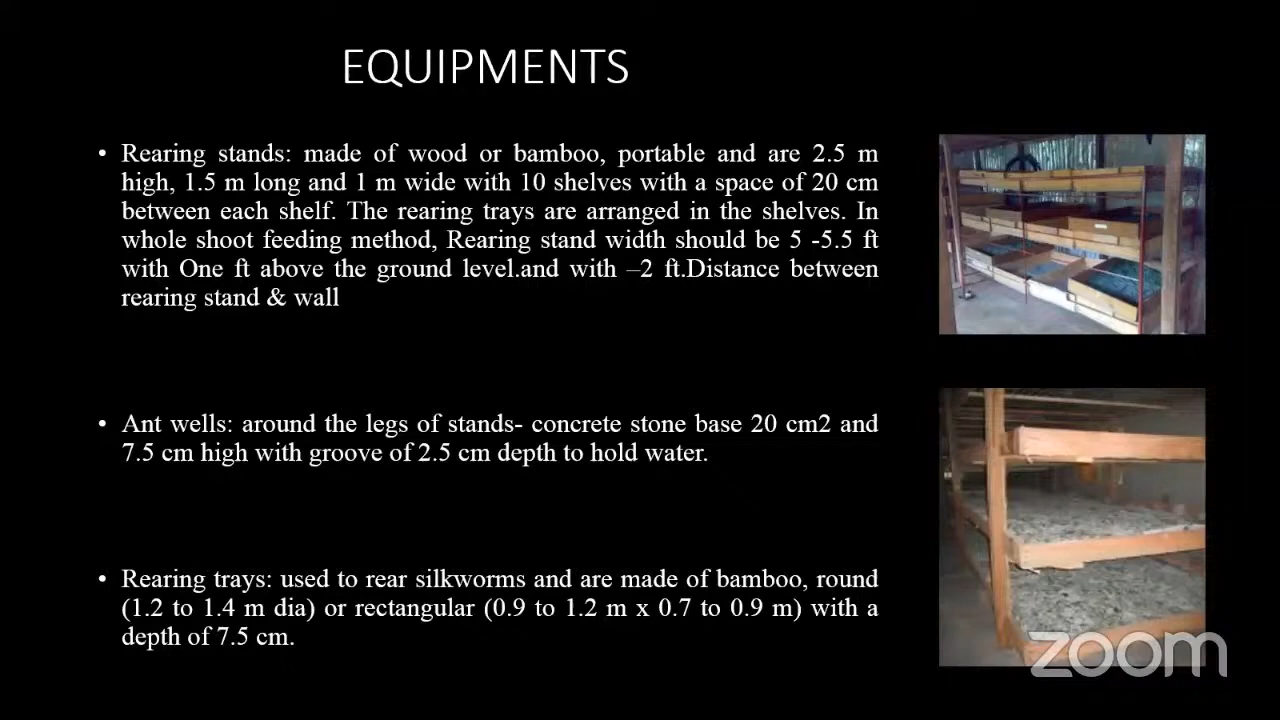 EQUIPMENTS
• Rearing stands: made of wood or bamboo, portable and are 2.5 m
high, 1.5 m long and 1 m wide with 10 shelves with a space of 20 cm
between each shelf. The rearing trays are arranged in the shelves. In
whole shoot feeding method, Rearing stand width should be 5 -5.5 ft
with One ft above the ground level.and with –2 ft.Distance between
rearing stand & wall
• Ant wells: around the legs of stands- concrete stone base 20 cm2 and
7.5 cm high with groove of 2.5 cm depth to hold water.
• Rearing trays: used to rear silkworms and are made of bamboo, round
(1.2 to 1.4 m dia) or rectangular (0.9 to 1.2 m x 0.7 to 0.9 m) with a
depth of 7.5 cm.
zoom